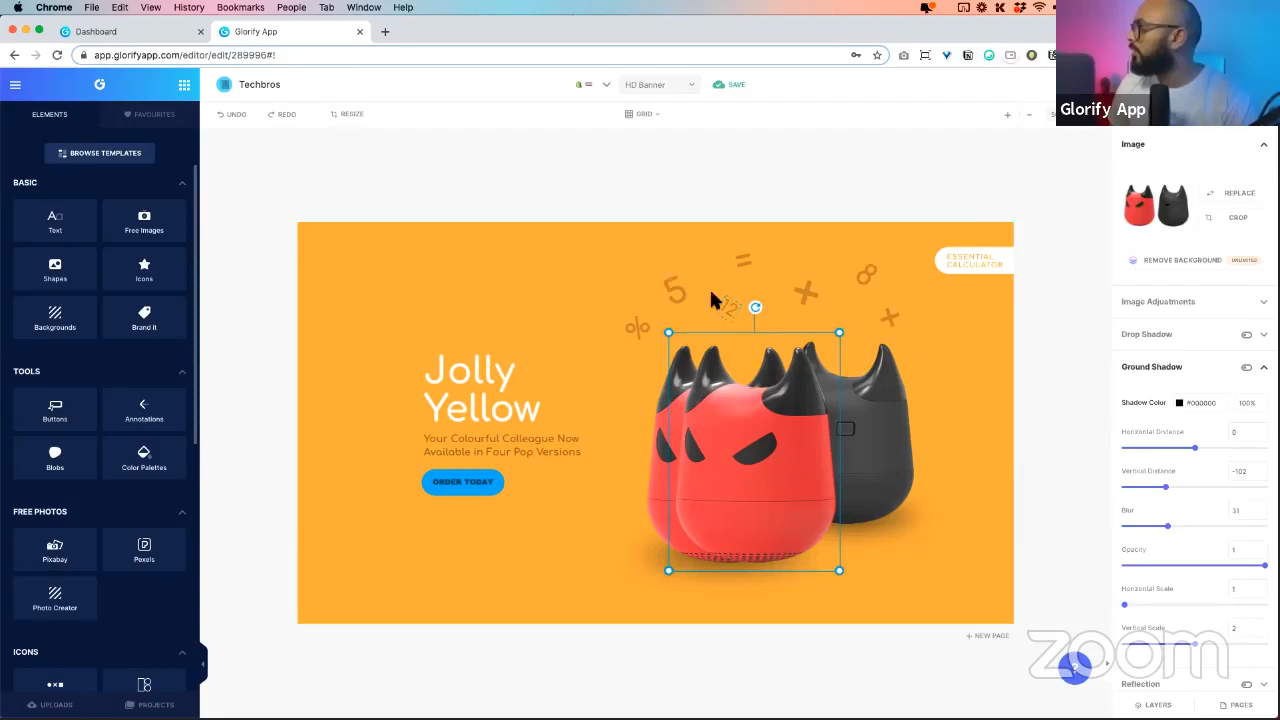 Chrome File Edit View History Bookmarks People Tab Window Help
Dashboard
Glorify App
app.glorifyapp.com/editor/edit/289996#!
Glorify App
Techbros
HD Banner
SAVE
ELEMENTS
FAVOURITES
UNDO
REDO
RESIZE
GRID
BROWSE TEMPLATES
BASIC
Text
Free Images
Shapes
Icons
Backgrounds
Brand it
TOOLS
Buttons
Annotations
Blobs
Color Palettes
FREE PHOTOS
Pixabay
Pexels
Photo Creator
ICONS
UPLOADS
PROJECTS
ESSENTIAL
CALCULATOR
5 = + 8
% 12 +
Jolly
Yellow
Your Colourful Colleague Now
Available in Four Pop Versions
ORDER TODAY
+ NEW PAGE
Image
REPLACE
CROP
REMOVE BACKGROUND UNLIMITED
Image Adjustments
Drop Shadow
Ground Shadow
Shadow Color #000000 100%
Horizontal Distance 0
Vertical Distance -102
Blur 31
Opacity 1
Horizontal Scale 1
Vertical Scale 2
Reflection
LAYERS
PAGES
zoom
?